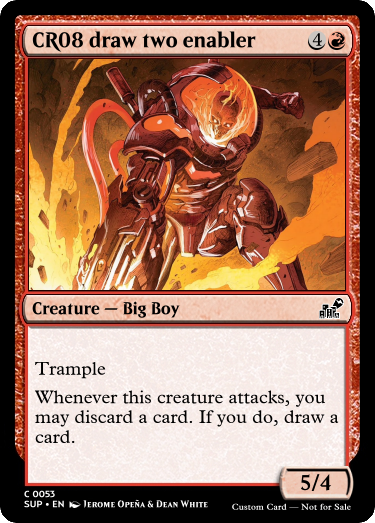 CR08 draw two enabler 4
Creature — Big Boy
Trample
Whenever this creature attacks, you
may discard a card. If you do, draw a
card.
5/4
C 0053
SUP • EN Jerome Opeña & Dean White
Custom Card — Not for Sale